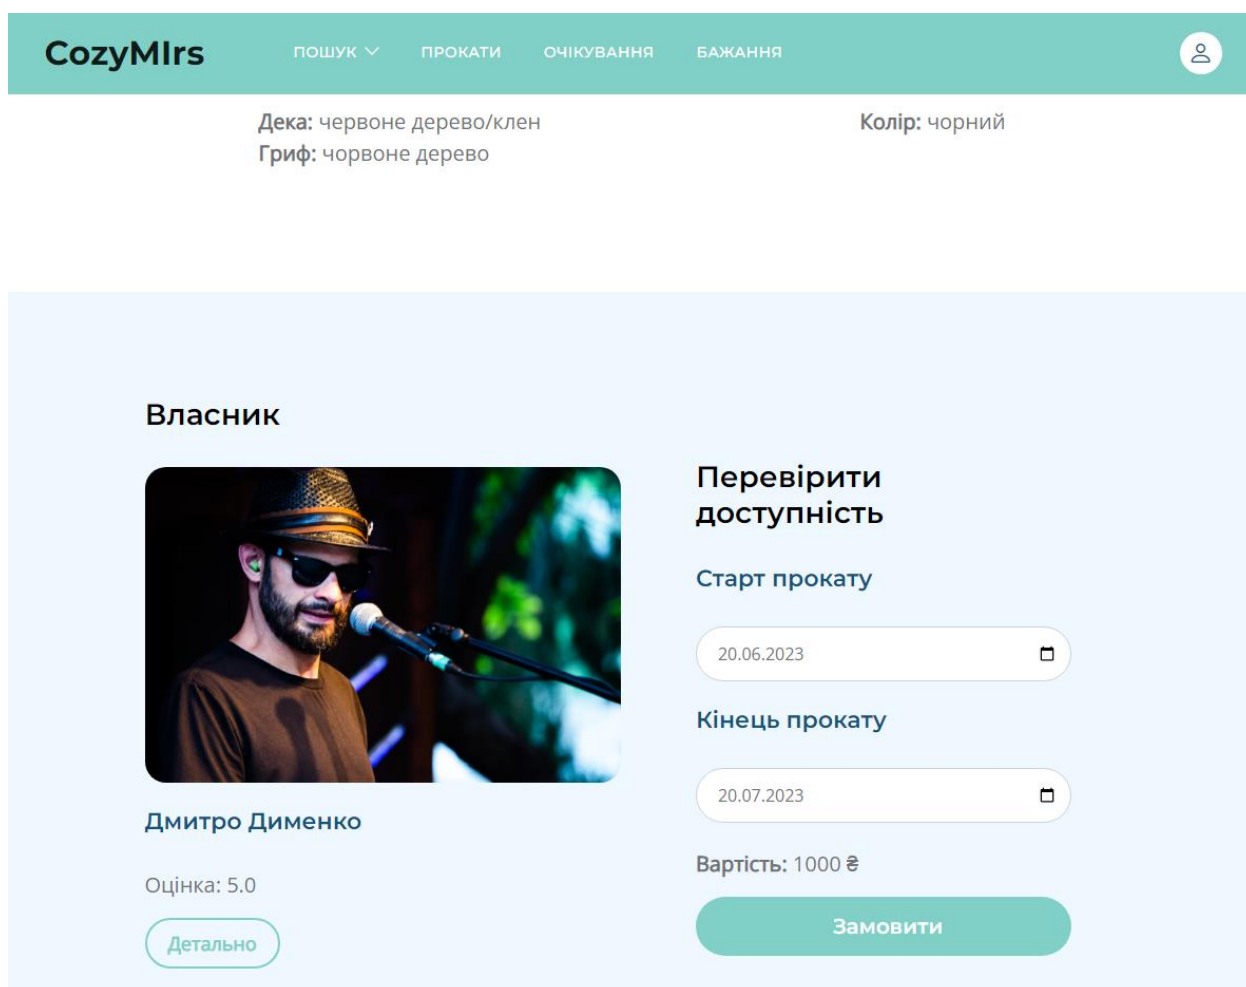 CozyMIrs
ПОШУК
ПРОКАТИ
ОЧІКУВАННЯ
БАЖАННЯ
Дека: червоне дерево/клен
Гриф: чорвоне дерево
Колір: чорний
Власник
Дмитро Дименко
Оцінка: 5.0
Детально
Перевірити
доступність
Старт прокату
20.06.2023
Кінець прокату
20.07.2023
Вартість: 1000 ₴
Замовити